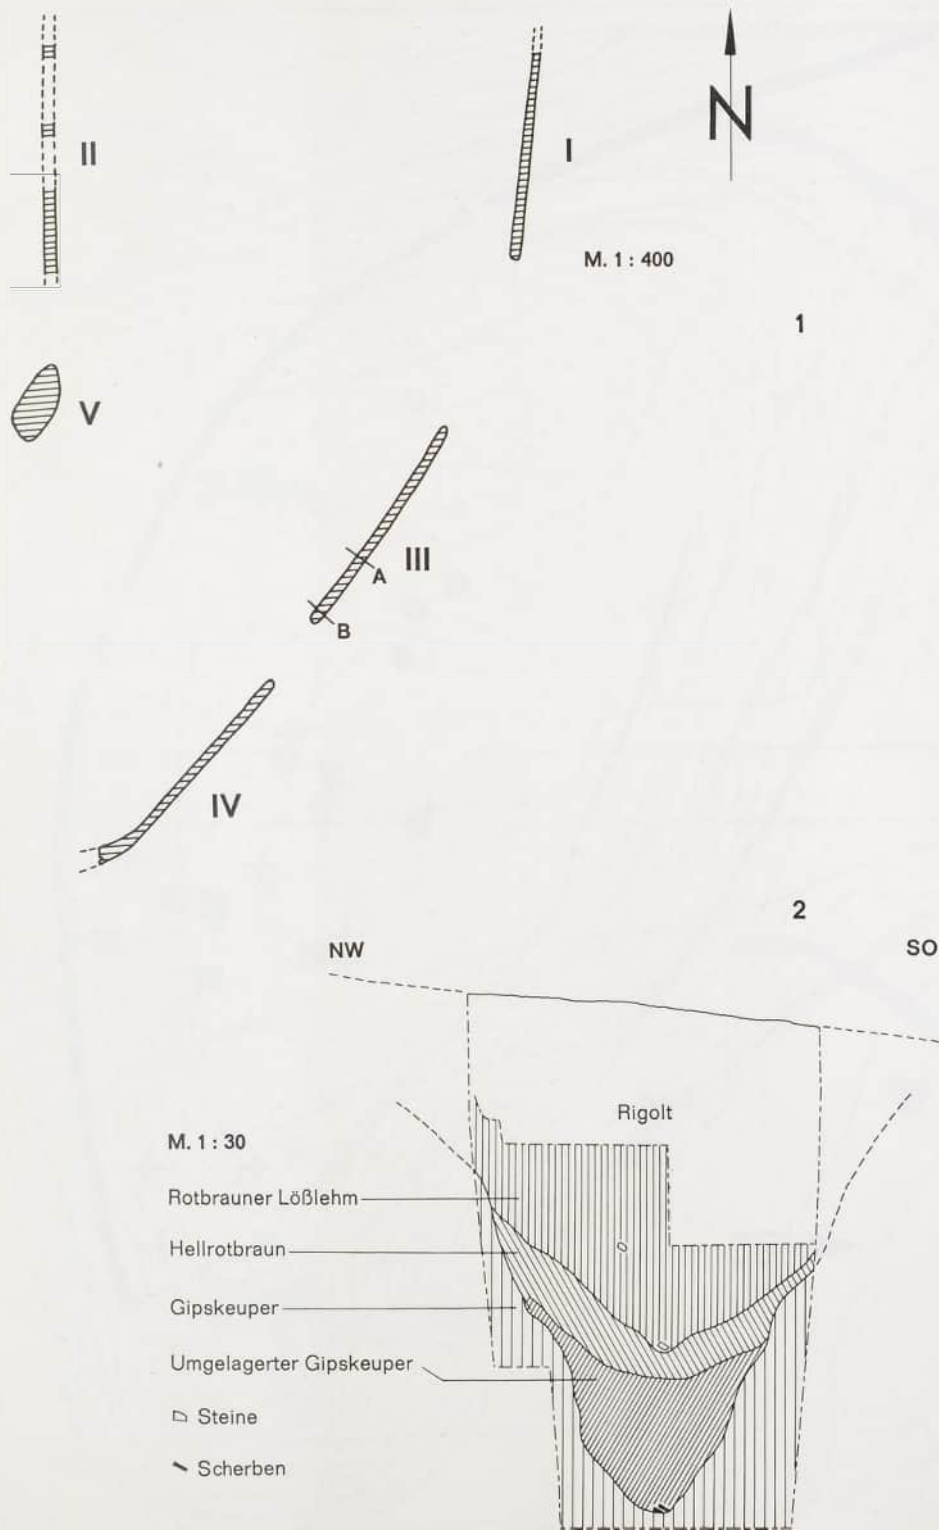 II
I
N
M. 1 : 400
1
V
III
A
B
IV
2
NW
SO
Rigolt
M. 1 : 30
Rotbrauner Lößlehm
Hellrotbraun
Gipskeuper
Umgelagerter Gipskeuper
Steine
Scherben